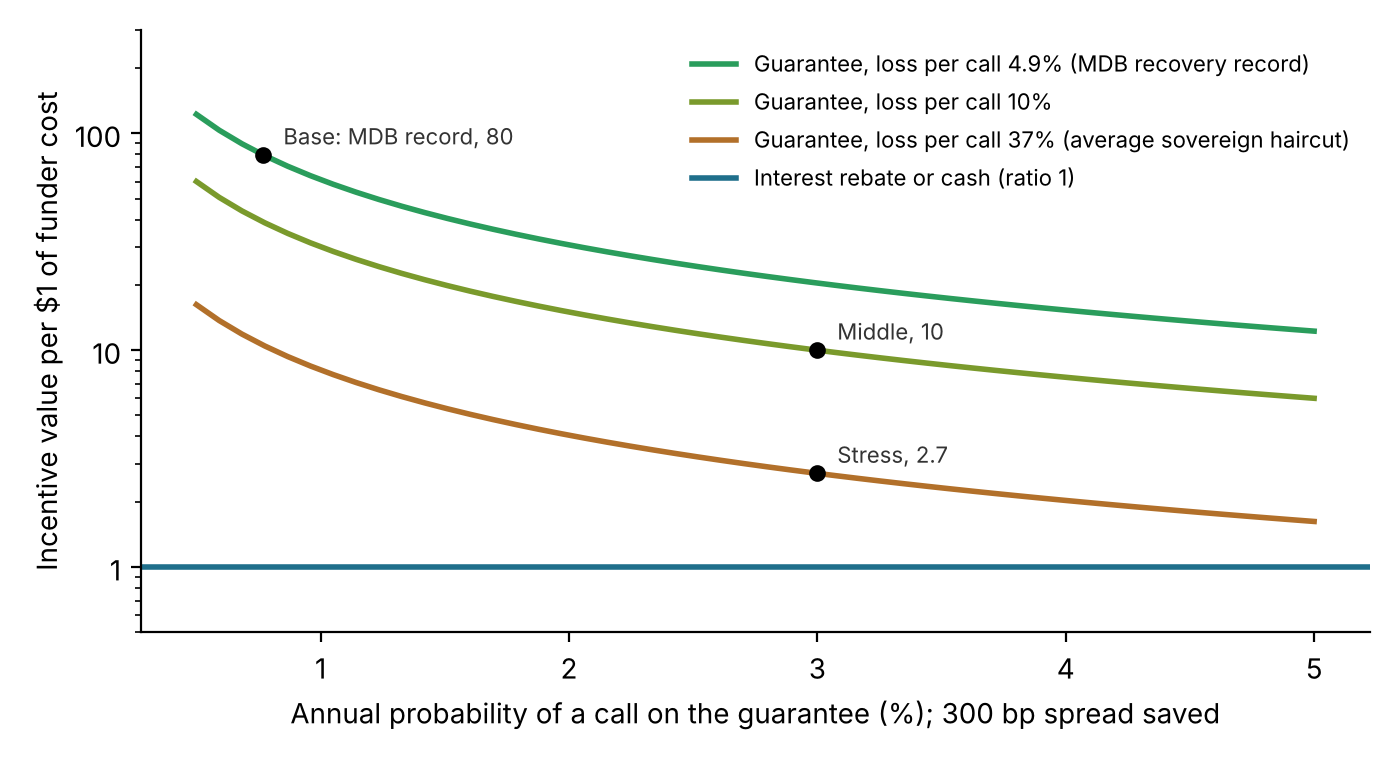 Incentive value per $1 of funder cost
100
10
1
Base: MDB record, 80
Middle, 10
Stress, 2.7
Guarantee, loss per call 4.9% (MDB recovery record)
Guarantee, loss per call 10%
Guarantee, loss per call 37% (average sovereign haircut)
Interest rebate or cash (ratio 1)
1 2 3 4 5
Annual probability of a call on the guarantee (%); 300 bp spread saved